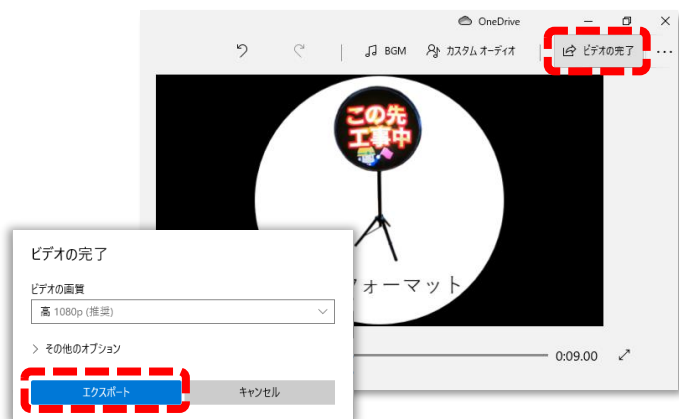 OneDrive
BGM
カスタム オーディオ
ビデオの完了
この先
工事中
ォーマット
0:09.00
ビデオの完了
ビデオの画質
高 1080p (推奨)
その他のオプション
エクスポート
キャンセル